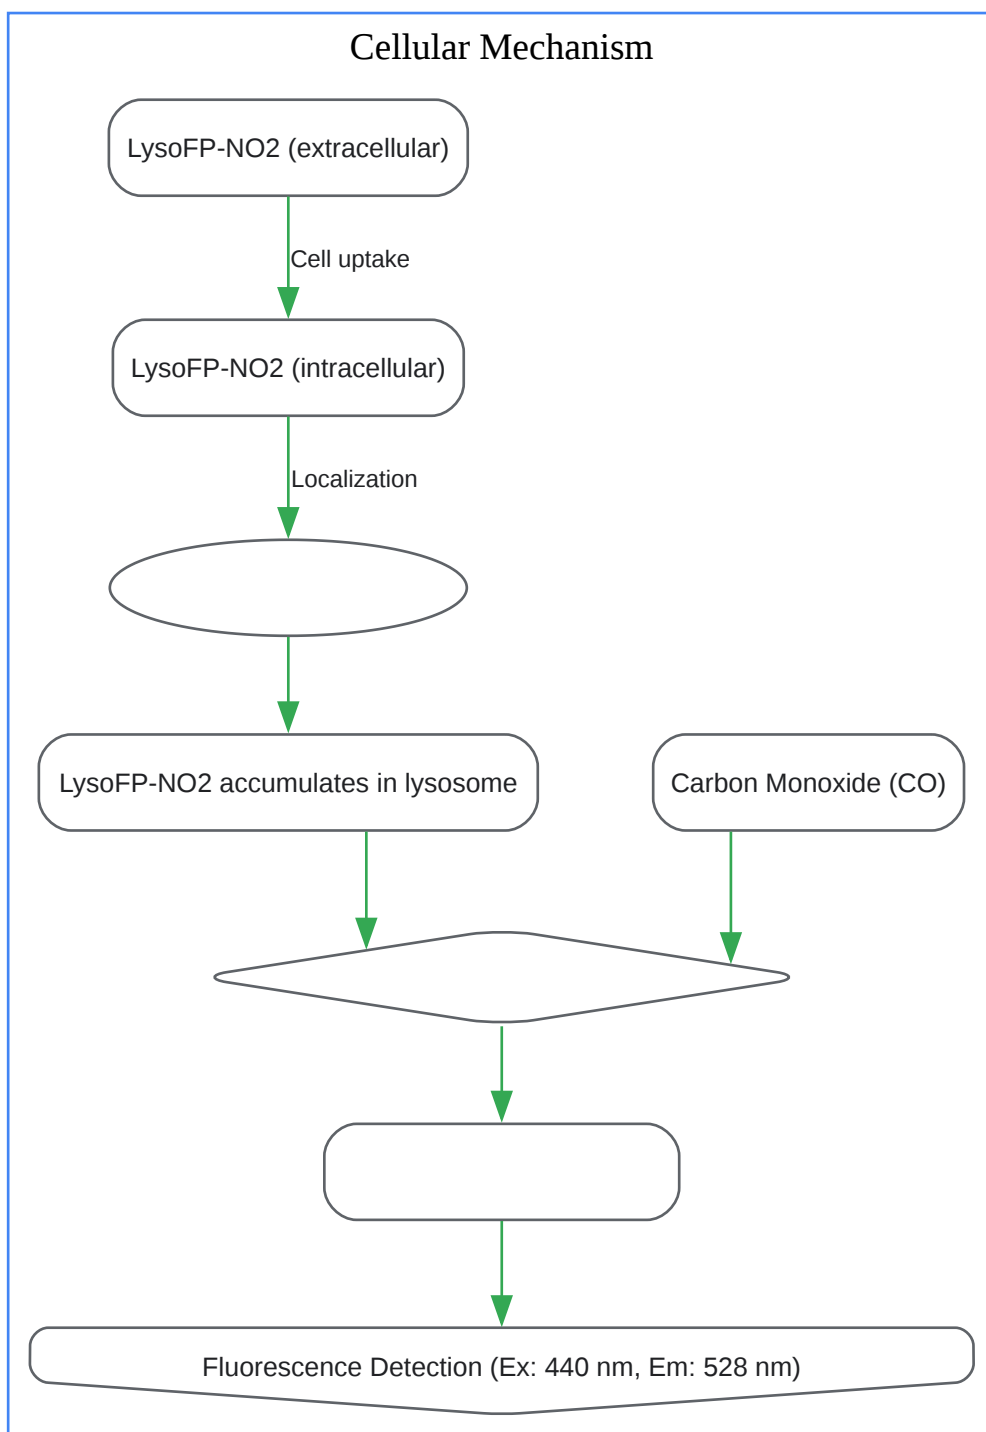 Cellular Mechanism
LysoFP-NO2 (extracellular)
Cell uptake
LysoFP-NO2 (intracellular)
Localization
LysoFP-NO2 accumulates in lysosome
Carbon Monoxide (CO)
Fluorescence Detection (Ex: 440 nm, Em: 528 nm)